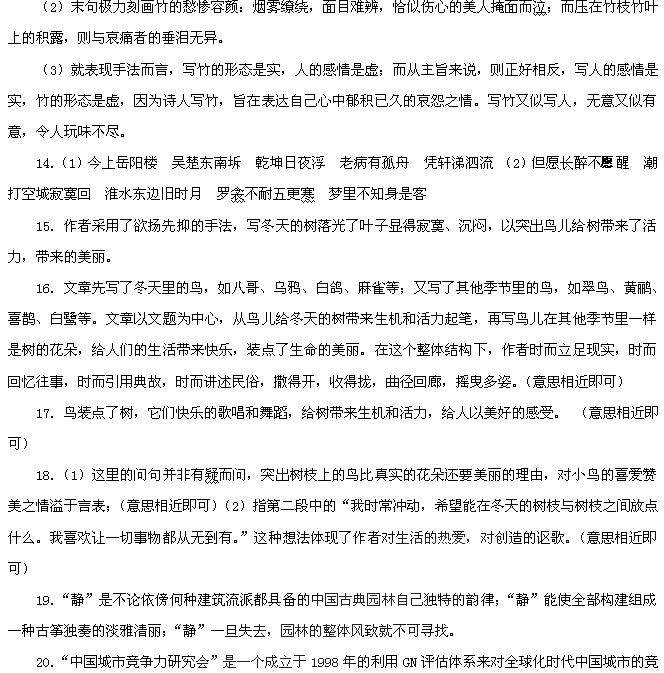 （2）末句极力刻画竹的愁惨容颜：烟雾缭绕，面目难辨，恰似伤心的美人掩面而泣；而压在竹枝竹叶
上的积露，则与哀痛者的垂泪无异。
（3）就表现手法而言，写竹的形态是实，人的感情是虚；而从主旨来说，则正好相反，写人的感情是
实，竹的形态是虚，因为诗人写竹，旨在表达自己心中郁积已久的哀怨之情。写竹又似写人，无意又似有
意，令人玩味不尽。
14．（1）今上岳阳楼　吴楚东南坼　乾坤日夜浮　老病有孤舟　凭轩涕泗流（2）但愿长醉不愿醒　潮
打空城寂寞回　淮水东边旧时月　罗衾不耐五更寒　梦里不知身是客
15．作者采用了欲扬先抑的手法，写冬天的树落光了叶子显得寂寞、沉闷，以突出鸟儿给树带来了活
力，带来的美丽。
16．文章先写了冬天里的鸟，如八哥、乌鸦、白鸽、麻雀等；又写了其他季节里的鸟，如翠鸟、黄鹂、
喜鹊、白鹭等。文章以文题为中心，从鸟儿给冬天的树带来生机和活力起笔，再写鸟儿在其他季节里一样
是树的花朵，给人们的生活带来快乐，装点了生命的美丽。在这个整体结构下，作者时而立足现实，时而
回忆往事，时而引用典故，时而讲述民俗，撒得开，收得拢，曲径回廊，摇曳多姿。（意思相近即可）
17．鸟装点了树，它们快乐的歌唱和舞蹈，给树带来生机和活力，给人以美好的感受。　（意思相近即
可）
18．（1）这里的问句并非有疑而问，突出树枝上的鸟比真实的花朵还要美丽的理由，对小鸟的喜爱赞
美之情溢于言表；（意思相近即可）（2）指第二段中的“我时常冲动，希望能在冬天的树枝与树枝之间放点
什么。我喜欢让一切事物都从无到有。”这种想法体现了作者对生活的热爱，对创造的讴歌。（意思相近即
可）
19．“静”是不论依傍何种建筑流派都具备的中国古典园林自己独特的韵律；“静”能使全部建构组成
一种古筝独奏的淡雅清丽；“静”一旦失去，园林的整体风致就不可寻找。
20．“中国城市竞争力研究会”是一个成立于 1998 年的利用 GN 评估体系来对全球化时代中国城市的竞